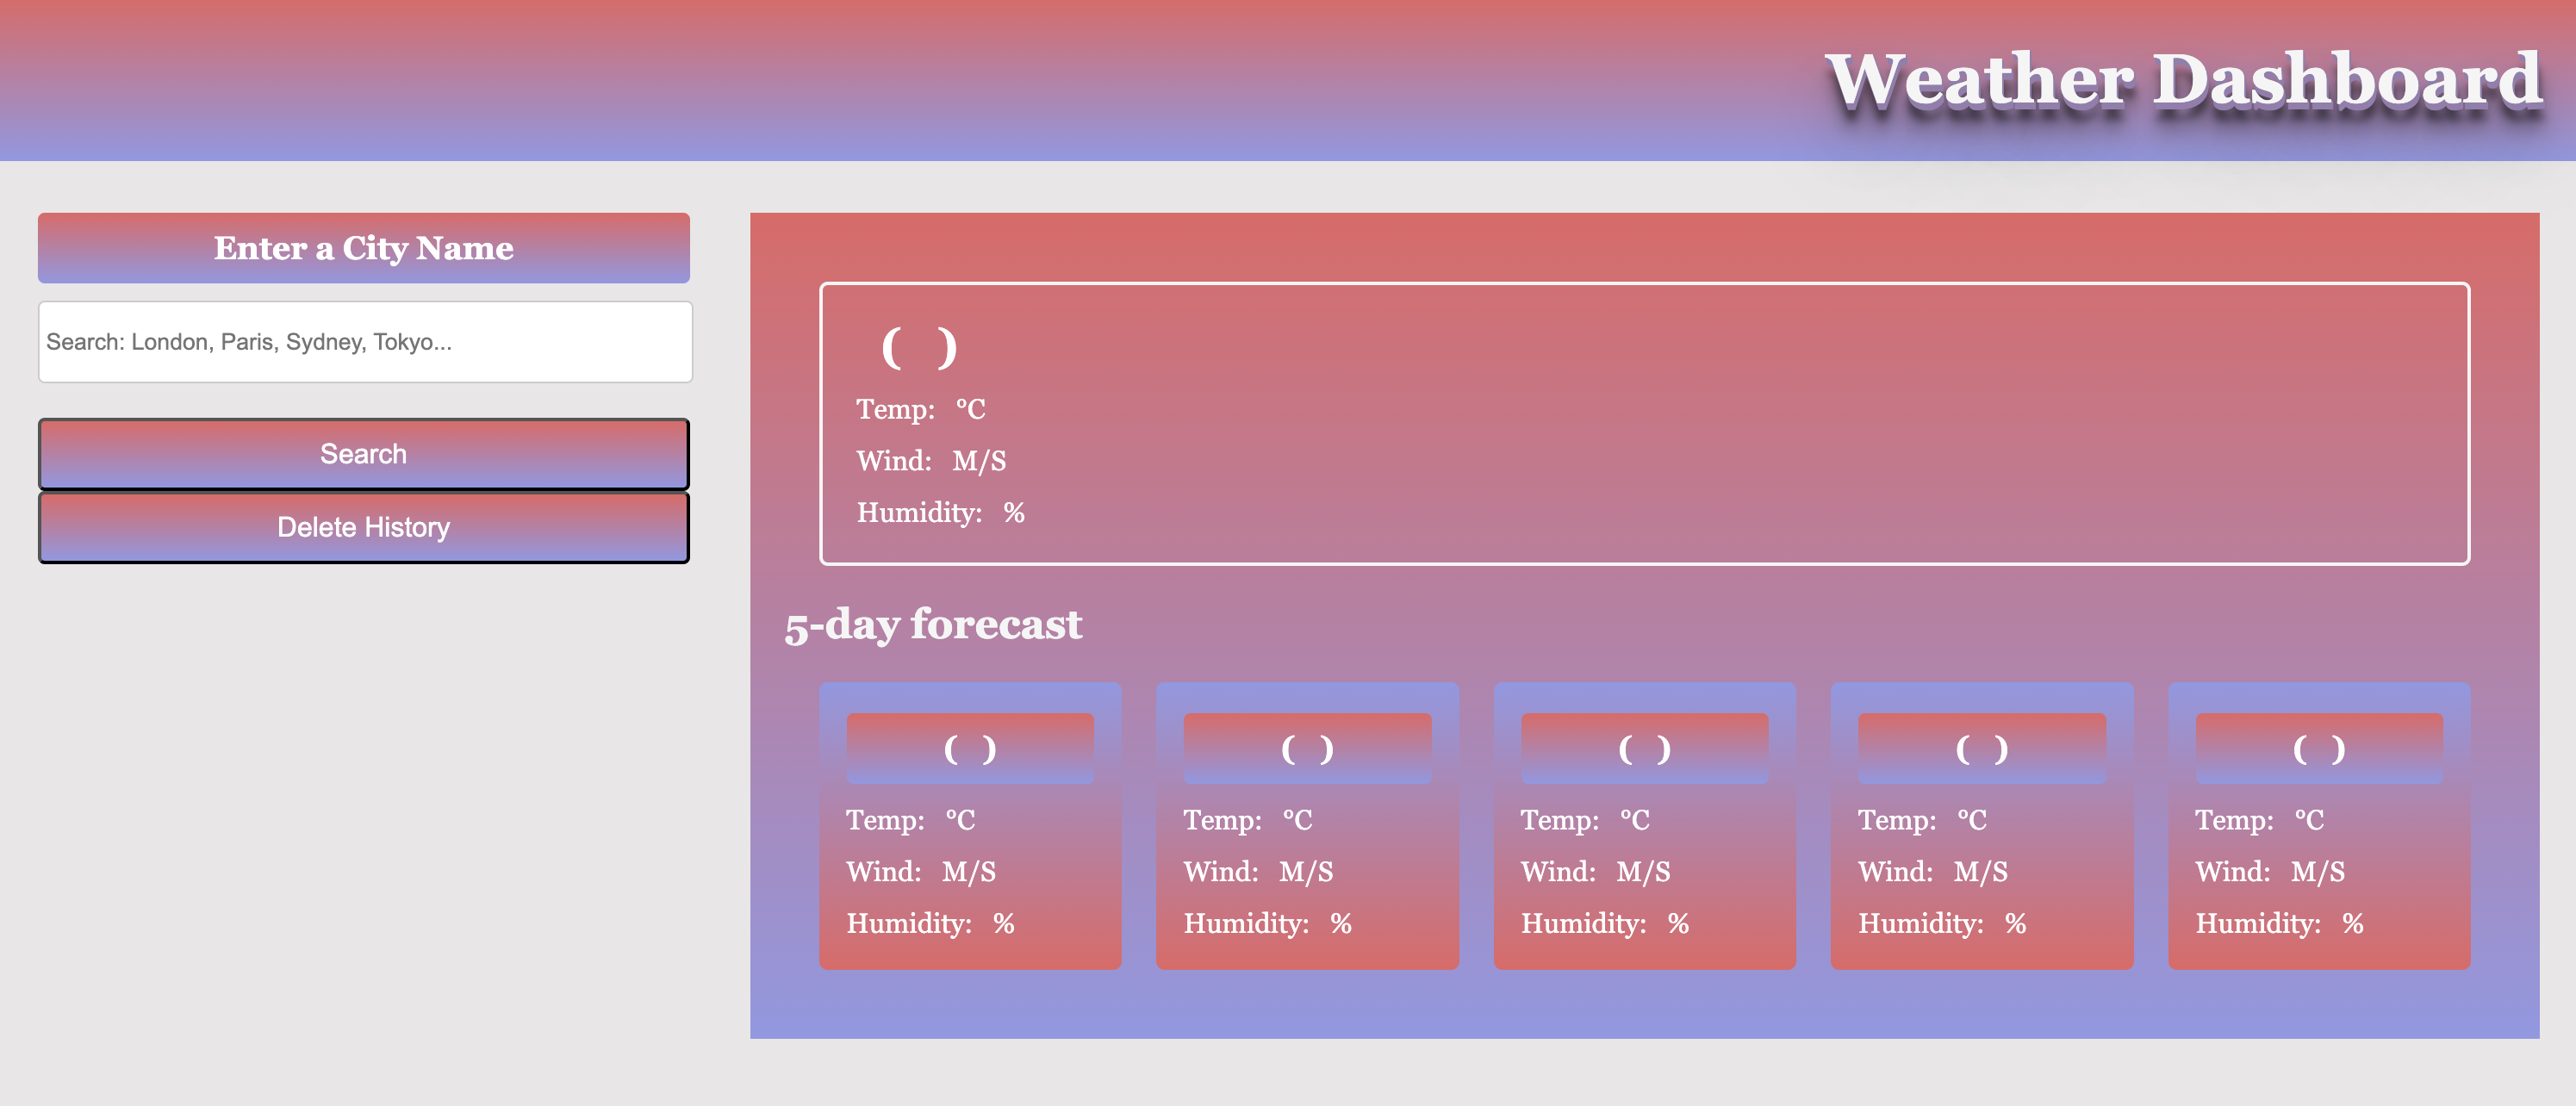 Weather Dashboard
Enter a City Name
Search: London, Paris, Sydney, Tokyo...
Search
Delete History
( )
Temp: °C
Wind: M/S
Humidity: %
5-day forecast
( )
Temp: °C
Wind: M/S
Humidity: %
( )
Temp: °C
Wind: M/S
Humidity: %
( )
Temp: °C
Wind: M/S
Humidity: %
( )
Temp: °C
Wind: M/S
Humidity: %
( )
Temp: °C
Wind: M/S
Humidity: %